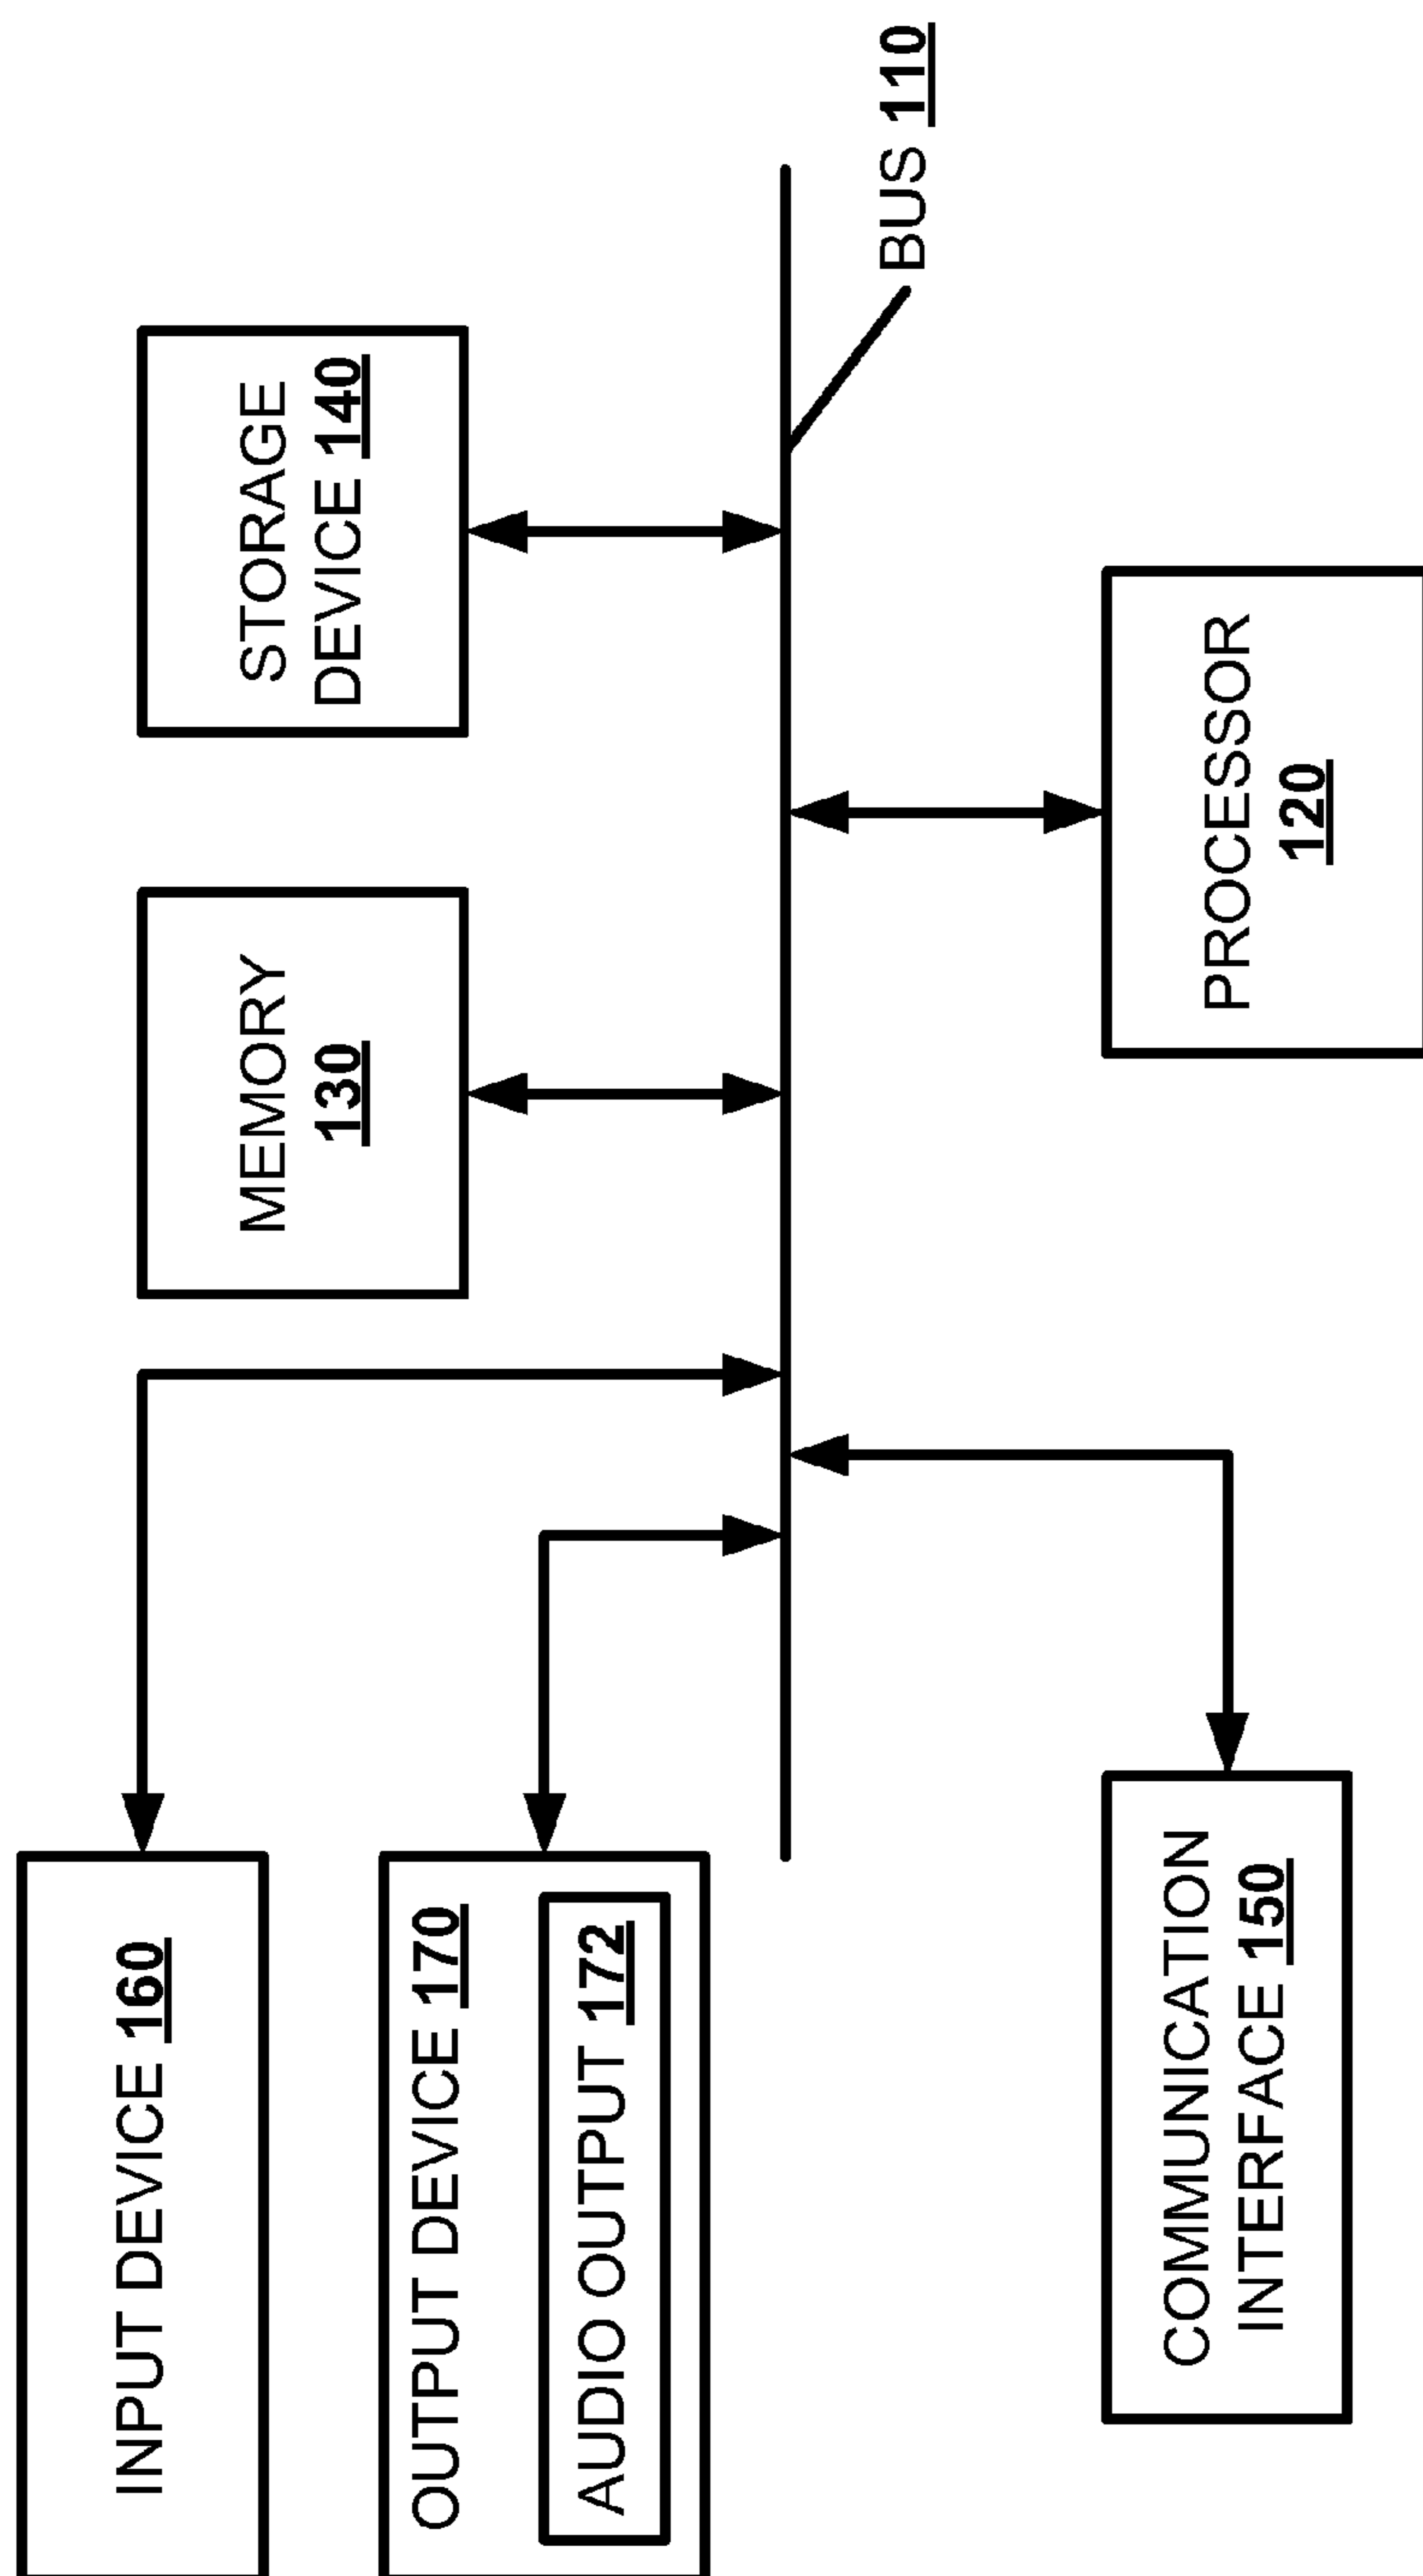 INPUT DEVICE 160
MEMORY
130
STORAGE
DEVICE 140
OUTPUT DEVICE 170
AUDIO OUTPUT 172
BUS 110
COMMUNICATION
INTERFACE 150
PROCESSOR
120